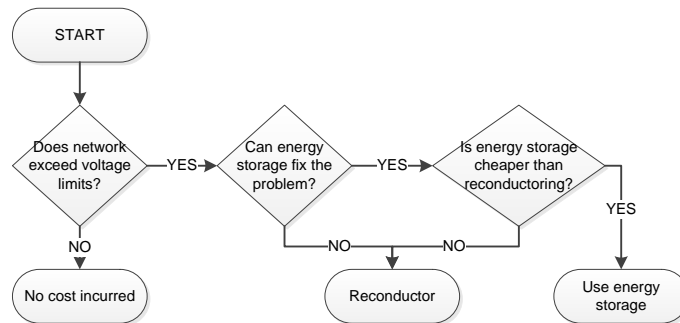 START
Does network
exceed voltage
limits?
YES
Can energy
storage fix the
problem?
YES
Is energy storage
cheaper than
reconductoring?
YES
NO
NO
NO
No cost incurred
Reconductor
Use energy
storage